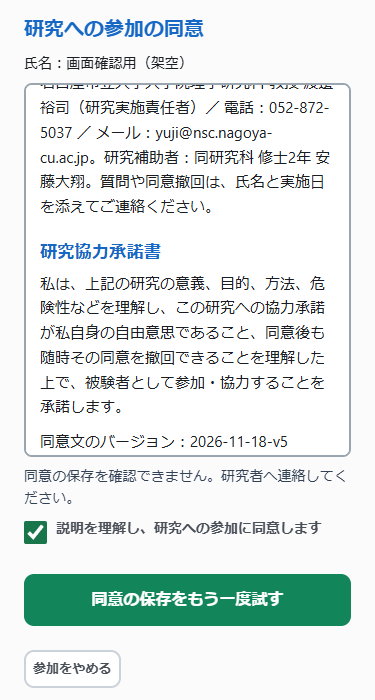 研究への参加の同意
氏名：画面確認用（架空）
裕司（研究実施責任者）／ 電話：052-872-
5037 ／ メール：yuji@nsc.nagoya-
cu.ac.jp。研究補助者：同研究科 修士2年 安
藤大翔。質問や同意撤回は、氏名と実施日
を添えてご連絡ください。
研究協力承諾書
私は、上記の研究の意義、目的、方法、危
険性などを理解し、この研究への協力承諾
が私自身の自由意思であること、同意後も
随時その同意を撤回できることを理解した
上で、被験者として参加・協力することを
承諾します。
同意文のバージョン：2026-11-18-v5
同意の保存を確認できません。研究者へ連絡してく
ださい。
説明を理解し、研究への参加に同意します
同意の保存をもう一度試す
参加をやめる